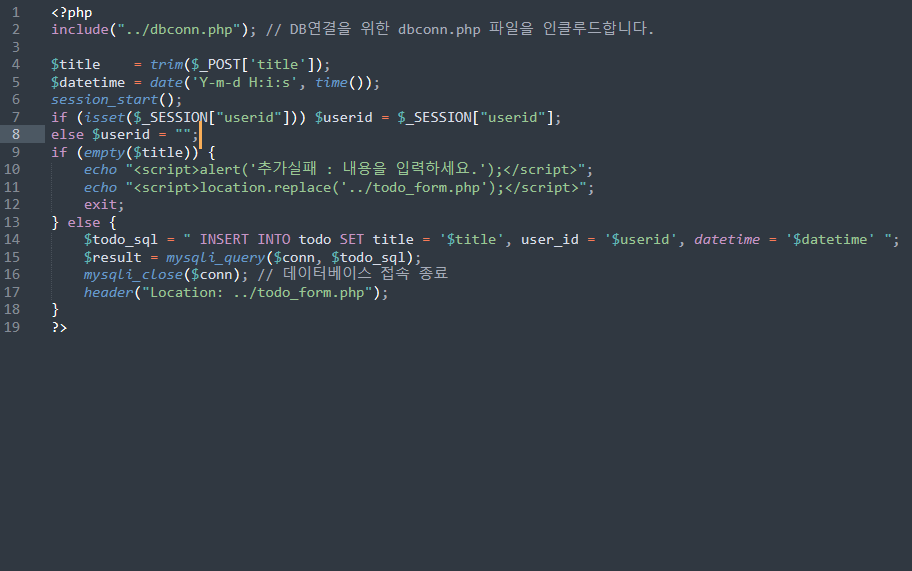 1 <?php
2 include("../dbconn.php"); // DB연결을 위한 dbconn.php 파일을 인클루드합니다.
3
4 $title    = trim($_POST['title']);
5 $datetime = date('Y-m-d H:i:s', time());
6 session_start();
7 if (isset($_SESSION["userid"])) $userid = $_SESSION["userid"];
8 else $userid = "";
9 if (empty($title)) {
10     echo "<script>alert('추가실패 : 내용을 입력하세요.');</script>";
11     echo "<script>location.replace('../todo_form.php');</script>";
12     exit;
13 } else {
14     $todo_sql = " INSERT INTO todo SET title = '$title', user_id = '$userid', datetime = '$datetime' ";
15     $result = mysqli_query($conn, $todo_sql);
16     mysqli_close($conn); // 데이터베이스 접속 종료
17     header("Location: ../todo_form.php");
18 }
19 ?>